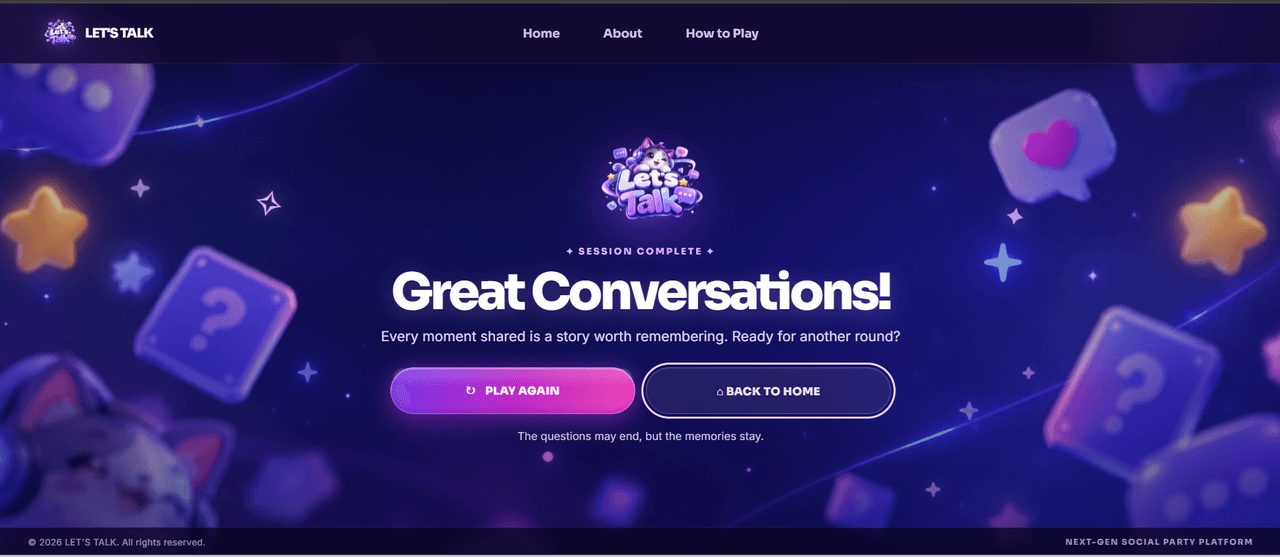 Let's Talk
LET'S TALK
Home
About
How to Play
Let's
Talk
✦ SESSION COMPLETE ✦
Great Conversations!
Every moment shared is a story worth remembering. Ready for another round?
↻ PLAY AGAIN
⌂ BACK TO HOME
The questions may end, but the memories stay.
© 2026 LET'S TALK. All rights reserved.
NEXT-GEN SOCIAL PARTY PLATFORM